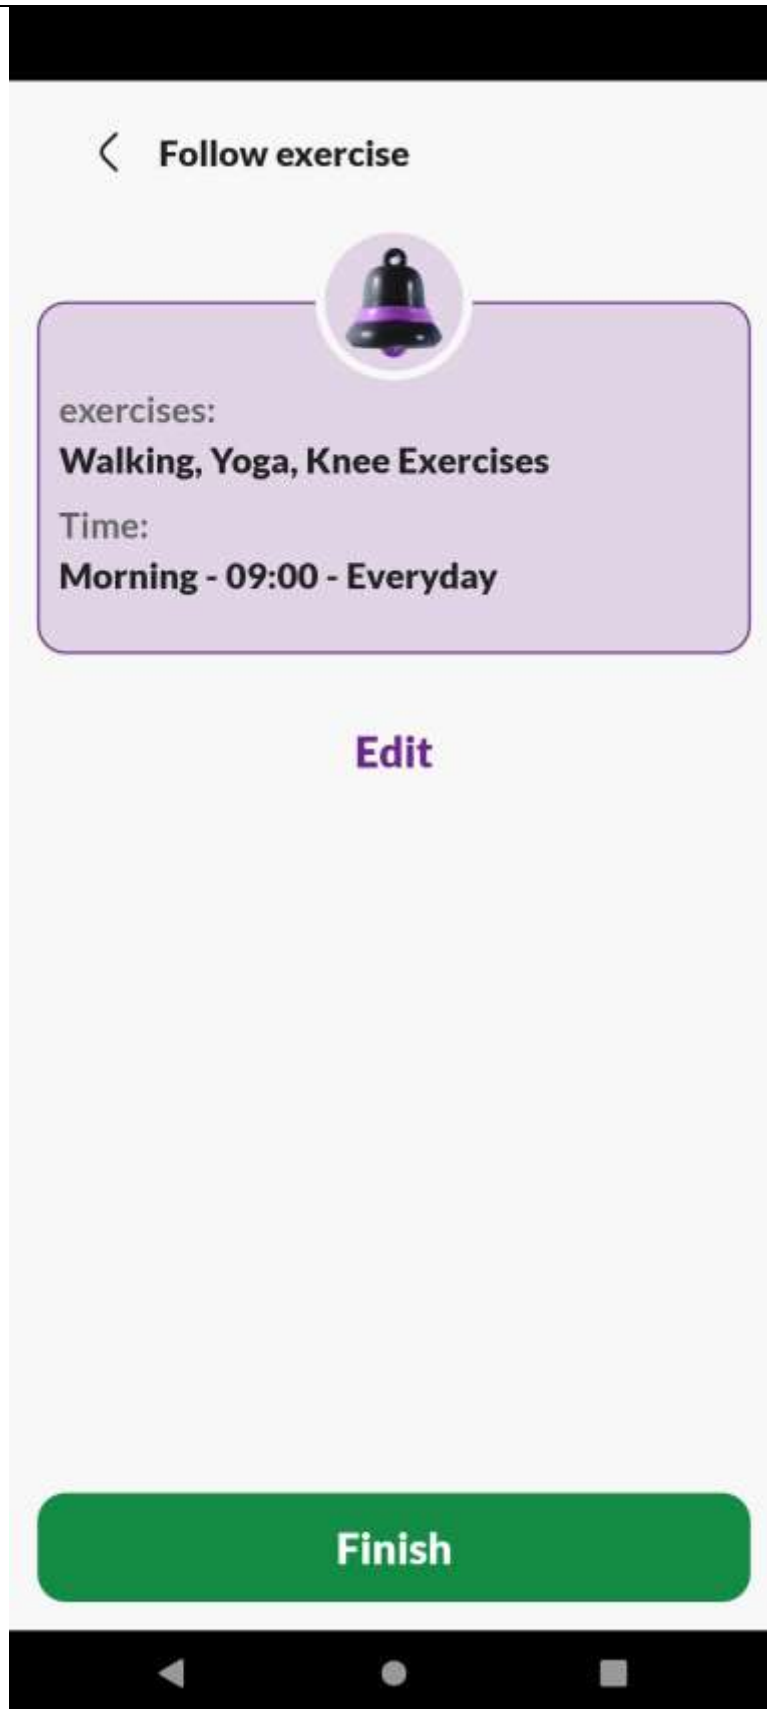 Follow exercise
exercises:
Walking, Yoga, Knee Exercises
Time:
Morning - 09:00 - Everyday
Edit
Finish